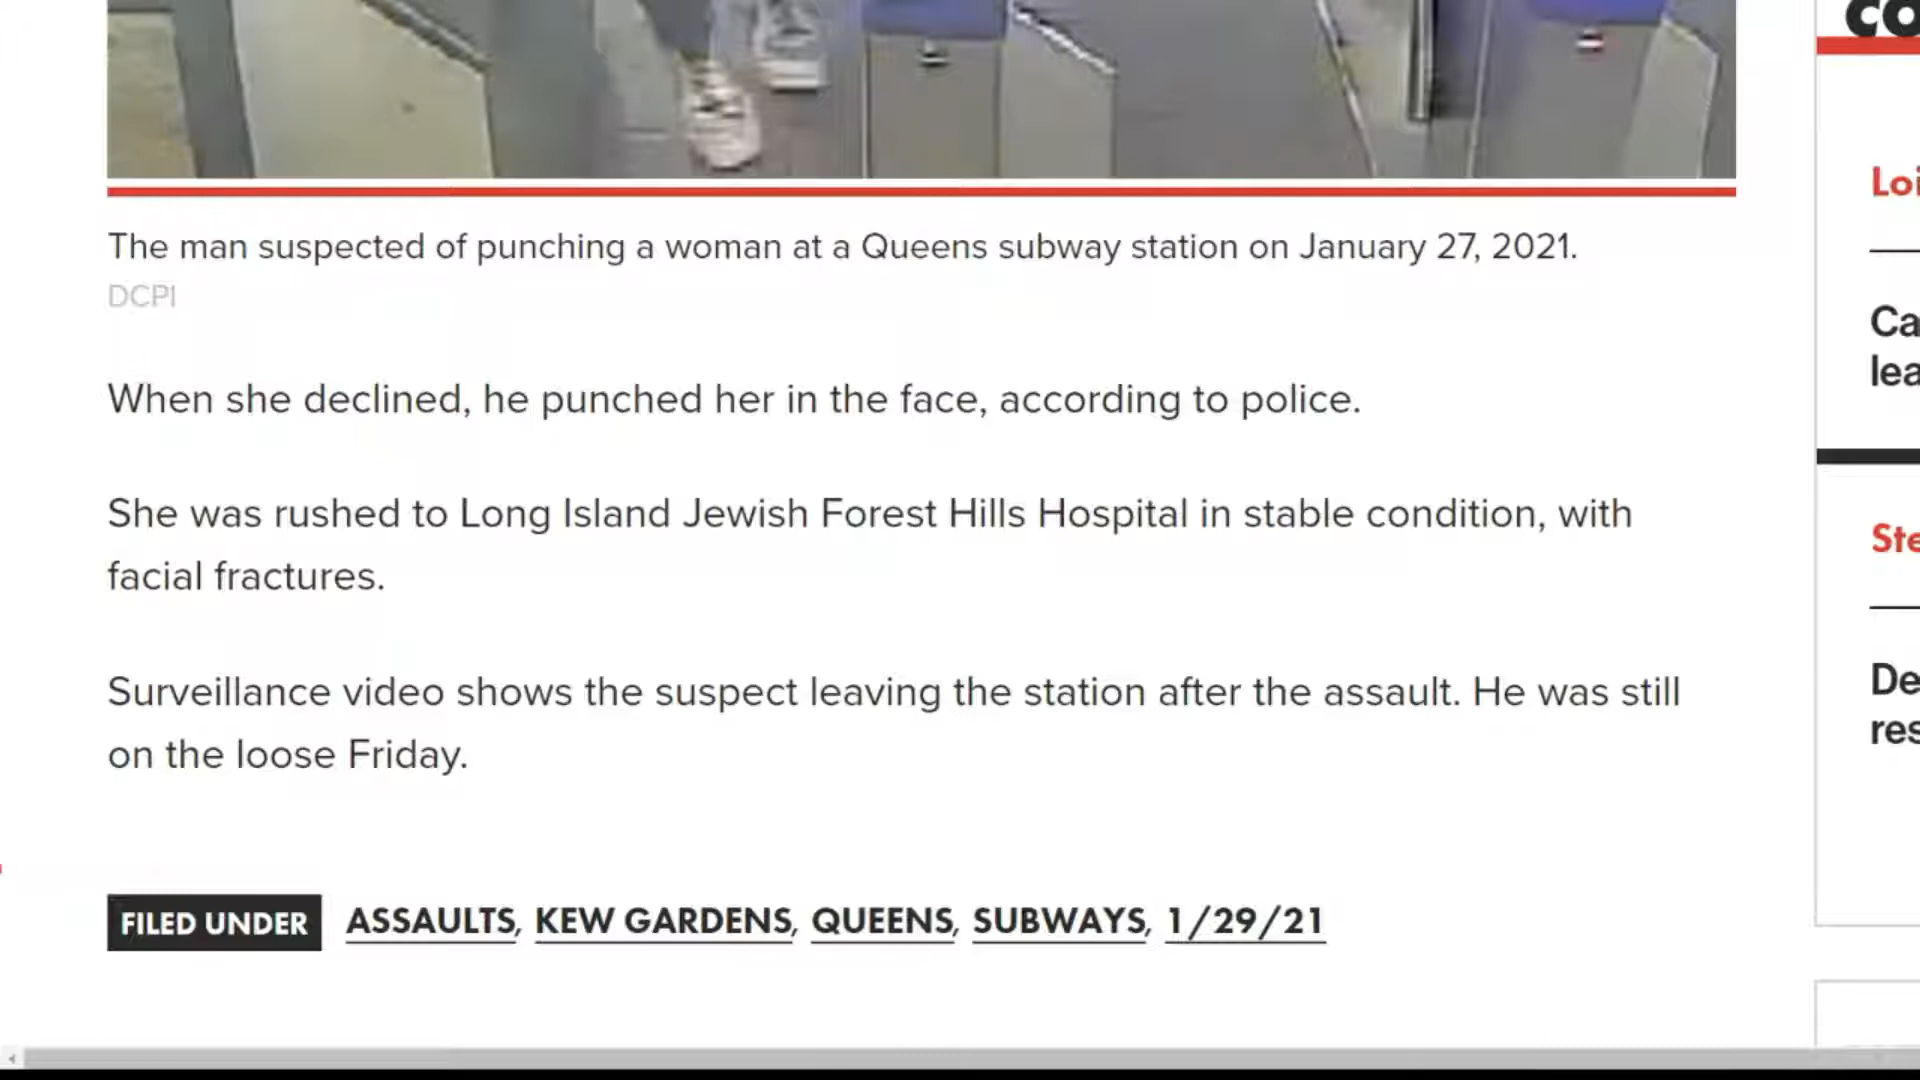 The man suspected of punching a woman at a Queens subway station on January 27, 2021.
DCPI
When she declined, he punched her in the face, according to police.
She was rushed to Long Island Jewish Forest Hills Hospital in stable condition, with
facial fractures.
Surveillance video shows the suspect leaving the station after the assault. He was still
on the loose Friday.
FILED UNDER ASSAULTS, KEW GARDENS, QUEENS, SUBWAYS, 1/29/21